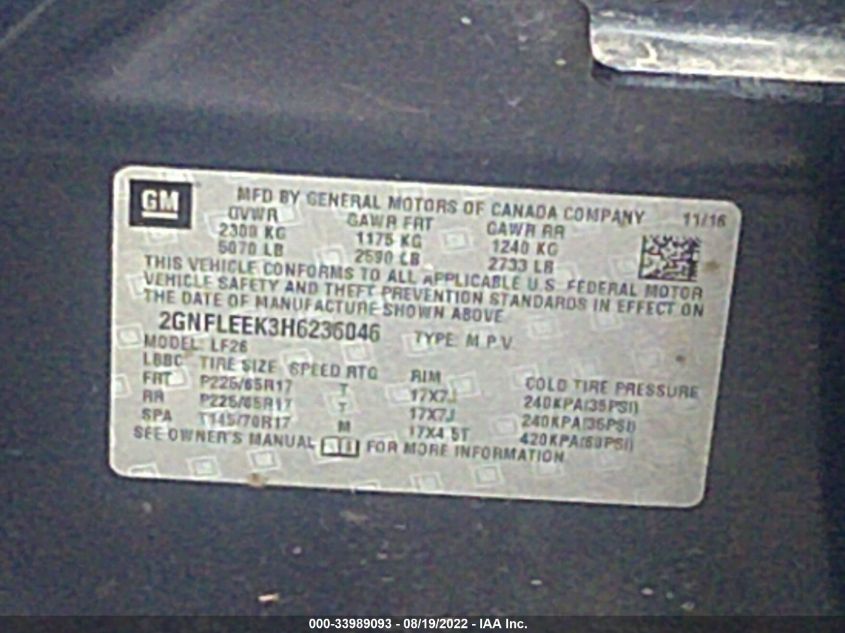 GM
MFD BY GENERAL MOTORS OF CANADA COMPANY 11/16
GVWR GAWR FRT GAWR RR
2300 KG 1175 KG 1240 KG
5070 LB 2590 LB 2733 LB
THIS VEHICLE CONFORMS TO ALL APPLICABLE U.S. FEDERAL MOTOR
VEHICLE SAFETY AND THEFT PREVENTION STANDARDS IN EFFECT ON
THE DATE OF MANUFACTURE SHOWN ABOVE
2GNFLEEK3H6236046 TYPE: M P V
MODEL: LF26
LBBC TIRE SIZE SPEED RTG RIM COLD TIRE PRESSURE
FRT P225/65R17 T 17X7J 240KPA(35PSI)
RR P225/65R17 T 17X7J 240KPA(35PSI)
SPA T145/70R17 M 17X4.5T 420KPA(60PSI)
SEE OWNER'S MANUAL FOR MORE INFORMATION
000-33989093 - 08/19/2022 - IAA Inc.